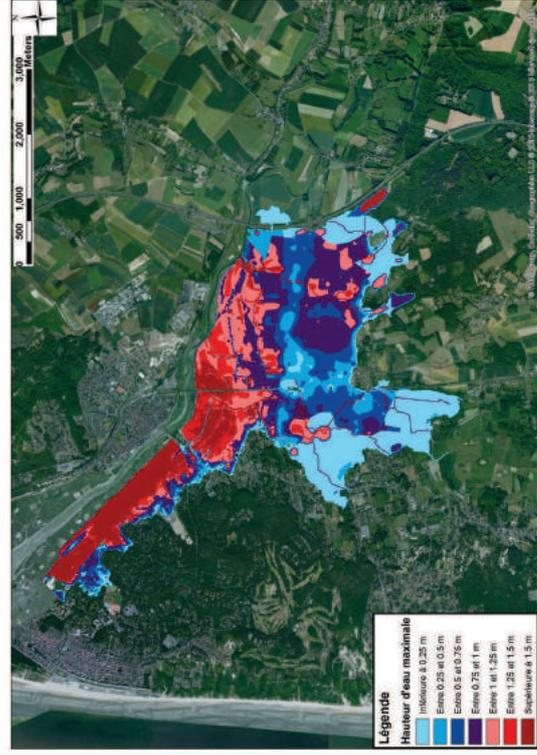 N
0 500 1,000 2,000 3,000
Meters
Légende
Hauteur d'eau maximale
Inférieure à 0.25 m
Entre 0.25 et 0.5 m
Entre 0.5 et 0.75 m
Entre 0.75 et 1 m
Entre 1 et 1.25 m
Entre 1.25 et 1.5 m
Supérieure à 1.5 m